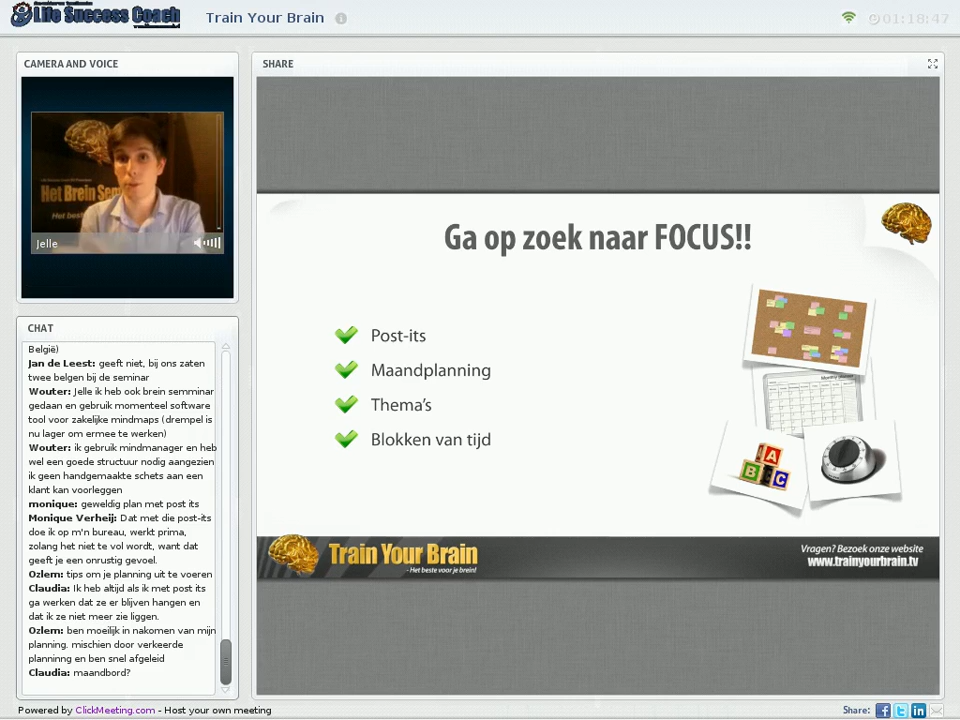 Life Success Coach
Train Your Brain
01:18:47
CAMERA AND VOICE
SHARE
Het Brein Sem
Het bes
Jelle
Ga op zoek naar FOCUS!!
Post-its
Maandplanning
Thema's
Blokken van tijd
A
B
C
Train Your Brain
- Het beste voor je brein!
Vragen? Bezoek onze website
www.trainyourbrain.tv
CHAT
België)
Jan de Leest: geeft niet, bij ons zaten
twee belgen bij de seminar
Wouter: Jelle ik heb ook brein semminar
gedaan en gebruik momenteel software
tool voor zakelijke mindmaps (drempel is
nu lager om ermee te werken)
Wouter: ik gebruik mindmanager en heb
wel een goede structuur nodig aangezien
ik geen handgemaakte schets aan een
klant kan voorleggen
monique: geweldig plan met post its
Monique Verheij: Dat met die post-its
doe ik op m'n bureau, werkt prima,
zolang het niet te vol wordt, want dat
geeft je een onrustig gevoel.
Ozlem: tips om je planning uit te voeren
Claudia: Ik heb altijd als ik met post its
ga werken dat ze er blijven hangen en
dat ik ze niet meer zie liggen.
Ozlem: ben moeilijk in nakomen van mijn
planning. mischien door verkeerde
planninng en ben snel afgeleid
Claudia: maandbord?
Powered by ClickMeeting.com - Host your own meeting
Share: